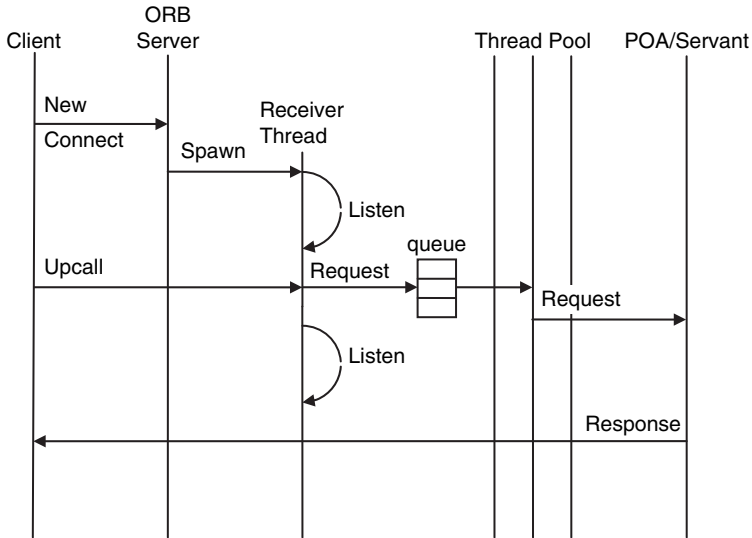 ORB
Client
Server
Thread Pool
POA/Servant
New
Connect
Receiver
Thread
Spawn
Listen
queue
Upcall
Request
Request
Listen
Response